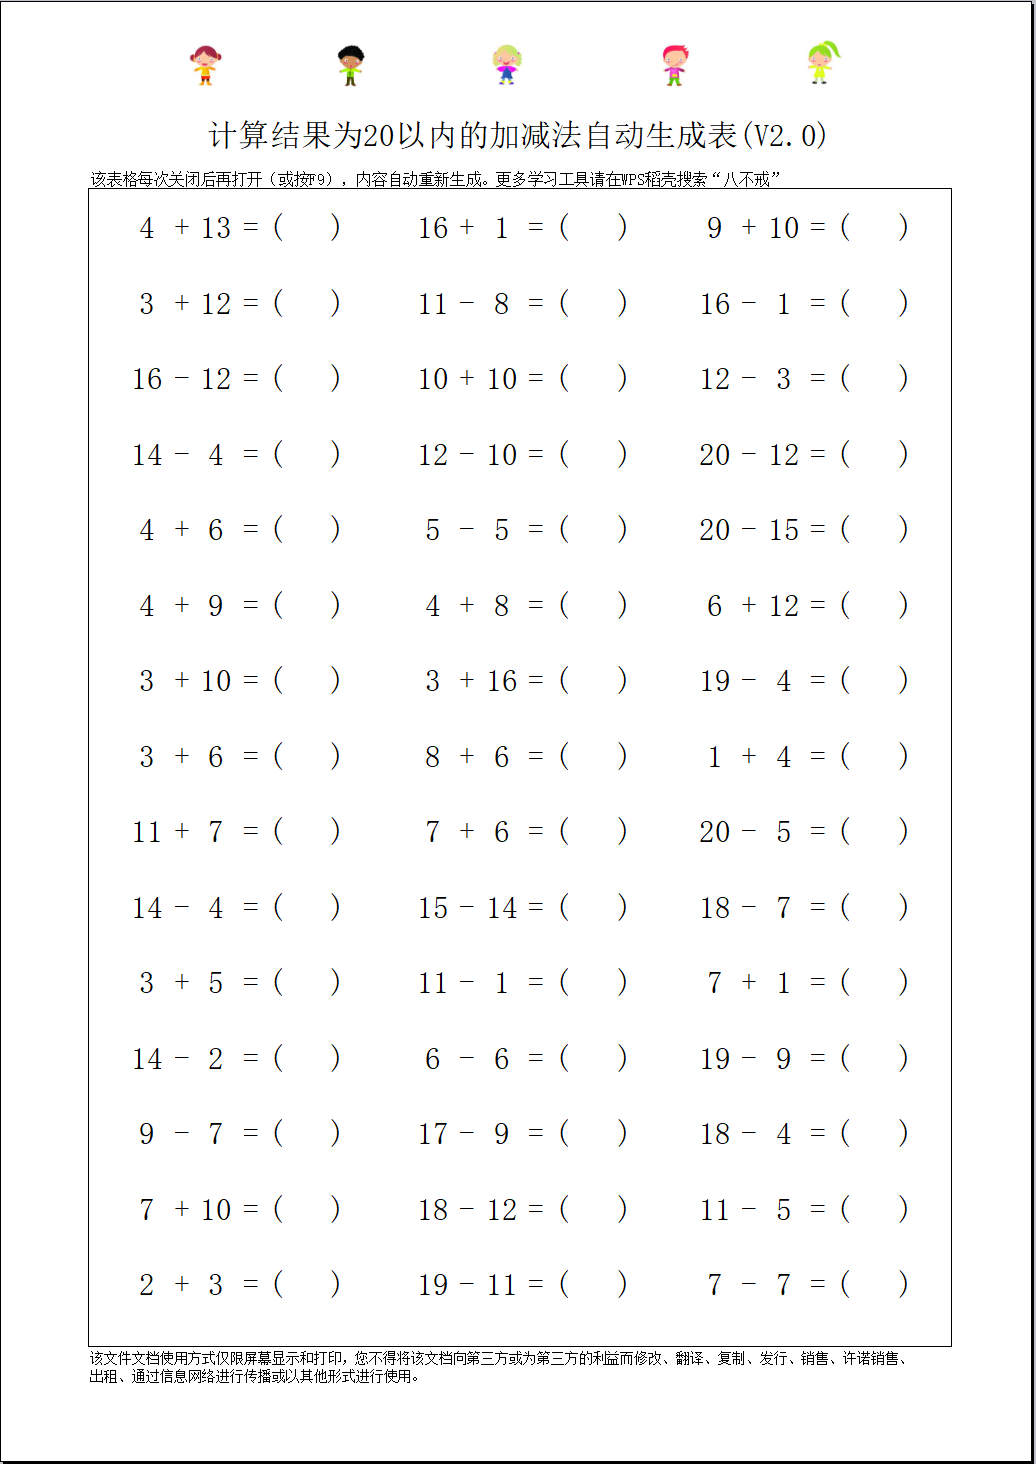 计算结果为20以内的加减法自动生成表(V2.0)
该表格每次关闭后再打开（或按F9），内容自动重新生成。更多学习工具请在WPS稻壳搜索“八不戒”
4 + 13 = (   ) 16 + 1 = (   ) 9 + 10 = (   )
3 + 12 = (   ) 11 - 8 = (   ) 16 - 1 = (   )
16 - 12 = (   ) 10 + 10 = (   ) 12 - 3 = (   )
14 - 4 = (   ) 12 - 10 = (   ) 20 - 12 = (   )
4 + 6 = (   ) 5 - 5 = (   ) 20 - 15 = (   )
4 + 9 = (   ) 4 + 8 = (   ) 6 + 12 = (   )
3 + 10 = (   ) 3 + 16 = (   ) 19 - 4 = (   )
3 + 6 = (   ) 8 + 6 = (   ) 1 + 4 = (   )
11 + 7 = (   ) 7 + 6 = (   ) 20 - 5 = (   )
14 - 4 = (   ) 15 - 14 = (   ) 18 - 7 = (   )
3 + 5 = (   ) 11 - 1 = (   ) 7 + 1 = (   )
14 - 2 = (   ) 6 - 6 = (   ) 19 - 9 = (   )
9 - 7 = (   ) 17 - 9 = (   ) 18 - 4 = (   )
7 + 10 = (   ) 18 - 12 = (   ) 11 - 5 = (   )
2 + 3 = (   ) 19 - 11 = (   ) 7 - 7 = (   )
该文件文档使用方式仅限屏幕显示和打印，您不得将该文档向第三方或为第三方的利益而修改、翻译、复制、发行、销售、许诺销售、
出租、通过信息网络进行传播或以其他形式进行使用。